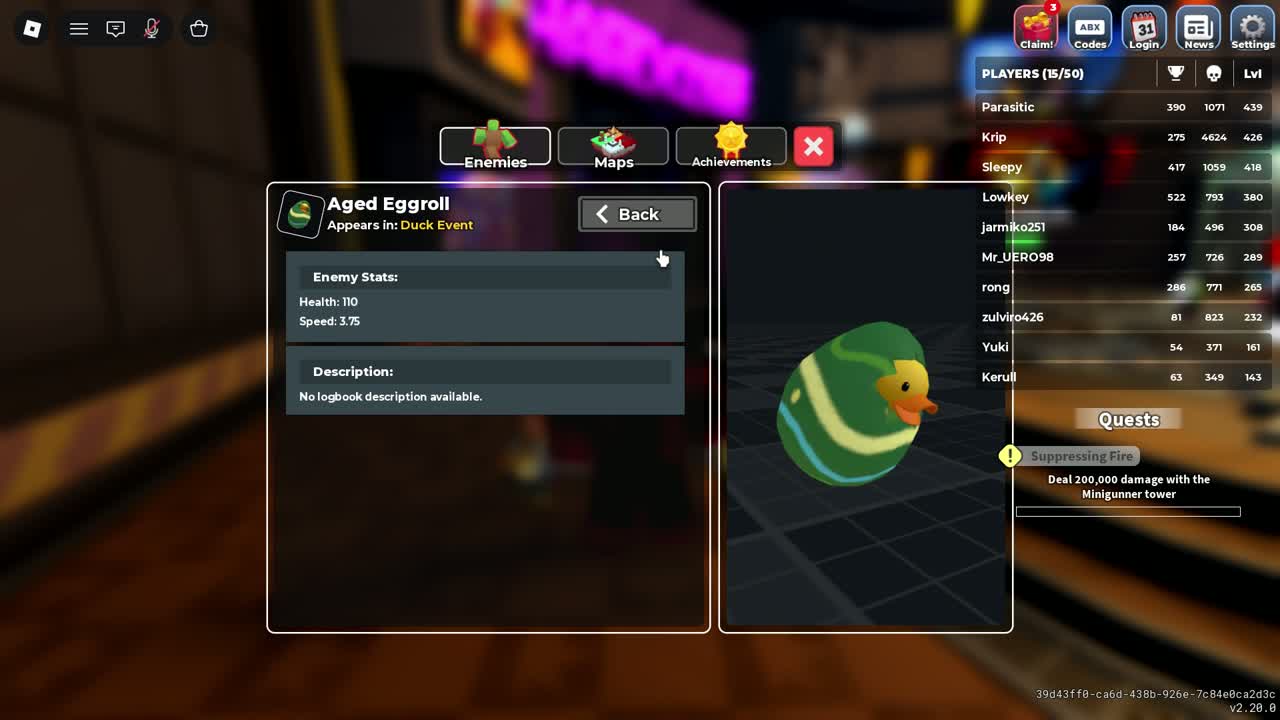 3
Claim!
ABX
Codes
31
Login
News
Settings
PLAYERS (15/50) Lvl
Parasitic 390 1071 439
Krip 275 4624 426
Sleepy 417 1059 418
Lowkey 522 793 380
jarmiko251 184 496 308
Mr_UERO98 257 726 289
rong 286 771 265
zulviro426 81 823 232
Yuki 54 371 161
Kerull 63 349 143
Enemies
Maps
Achievements
Aged Eggroll
Appears in: Duck Event
Back
Enemy Stats:
Health: 110
Speed: 3.75
Description:
No logbook description available.
Quests
!
Suppressing Fire
Deal 200,000 damage with the
Minigunner tower
39d43ff0-ca6d-438b-926e-7c84e0ca2d3c
v2.20.0